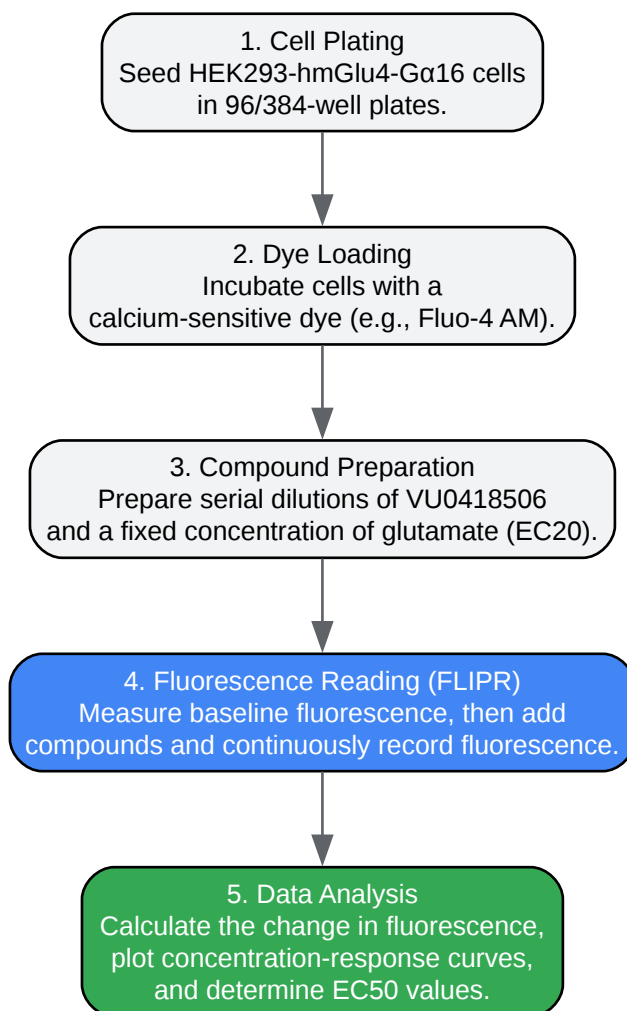 1. Cell Plating
Seed HEK293-hmGlu4-Gα16 cells
in 96/384-well plates.
2. Dye Loading
Incubate cells with a
calcium-sensitive dye (e.g., Fluo-4 AM).
3. Compound Preparation
Prepare serial dilutions of VU0418506
and a fixed concentration of glutamate (EC20).
4. Fluorescence Reading (FLIPR)
Measure baseline fluorescence, then add
compounds and continuously record fluorescence.
5. Data Analysis
Calculate the change in fluorescence,
plot concentration-response curves,
and determine EC50 values.